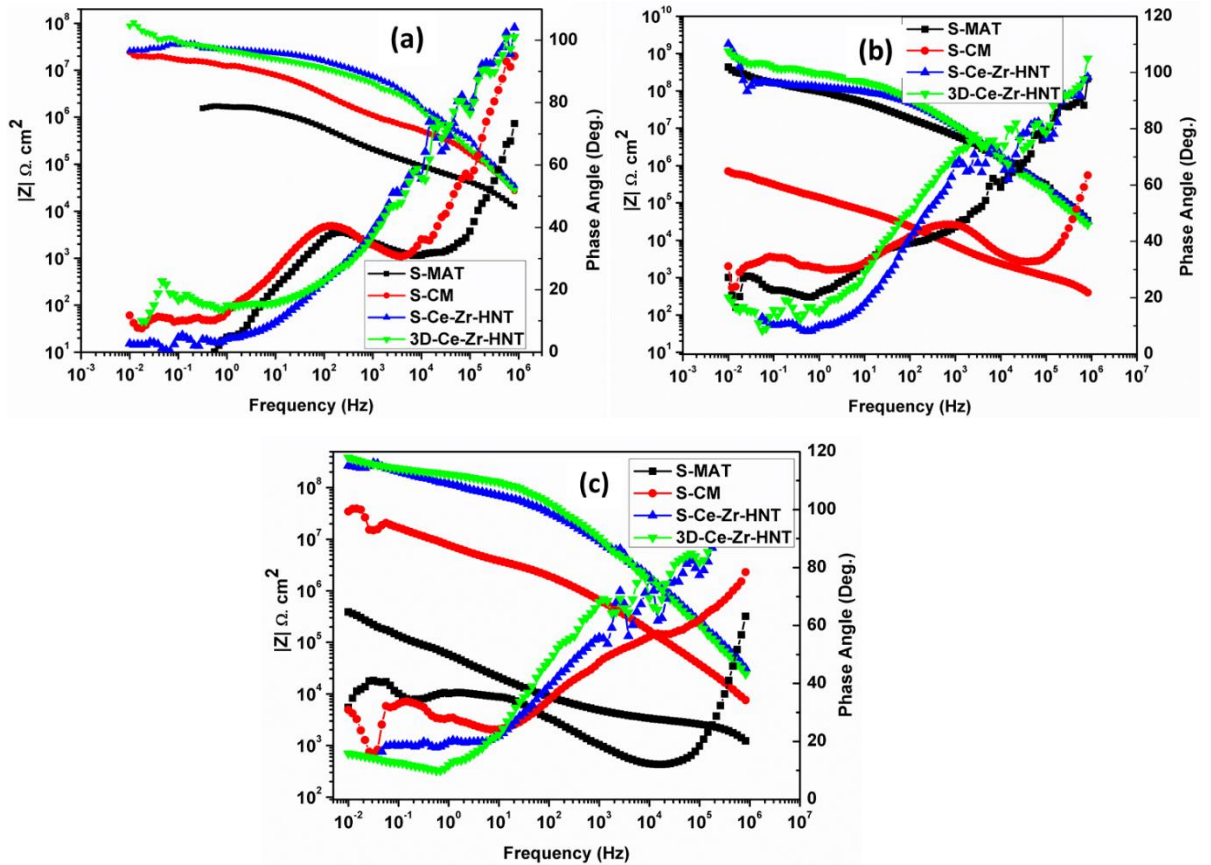 (a)
|Z| Ω. cm²
10⁸
10⁷
10⁶
10⁵
10⁴
10³
10²
10¹
10⁻³ 10⁻² 10⁻¹ 10⁰ 10¹ 10² 10³ 10⁴ 10⁵ 10⁶
Frequency (Hz)
100
80
60
40
20
0
Phase Angle (Deg.)
S-MAT
S-CM
S-Ce-Zr-HNT
3D-Ce-Zr-HNT
(b)
|Z| Ω. cm²
10¹⁰
10⁹
10⁸
10⁷
10⁶
10⁵
10⁴
10³
10²
10¹
10⁻³ 10⁻² 10⁻¹ 10⁰ 10¹ 10² 10³ 10⁴ 10⁵ 10⁶ 10⁷
Frequency (Hz)
120
100
80
60
40
20
0
Phase Angle (Deg.)
S-MAT
S-CM
S-Ce-Zr-HNT
3D-Ce-Zr-HNT
(c)
|Z| Ω. cm²
10⁸
10⁷
10⁶
10⁵
10⁴
10³
10²
10⁻² 10⁻¹ 10⁰ 10¹ 10² 10³ 10⁴ 10⁵ 10⁶
Frequency (Hz)
120
100
80
60
40
20
0
Phase Angle (Deg.)
S-MAT
S-CM
S-Ce-Zr-HNT
3D-Ce-Zr-HNT